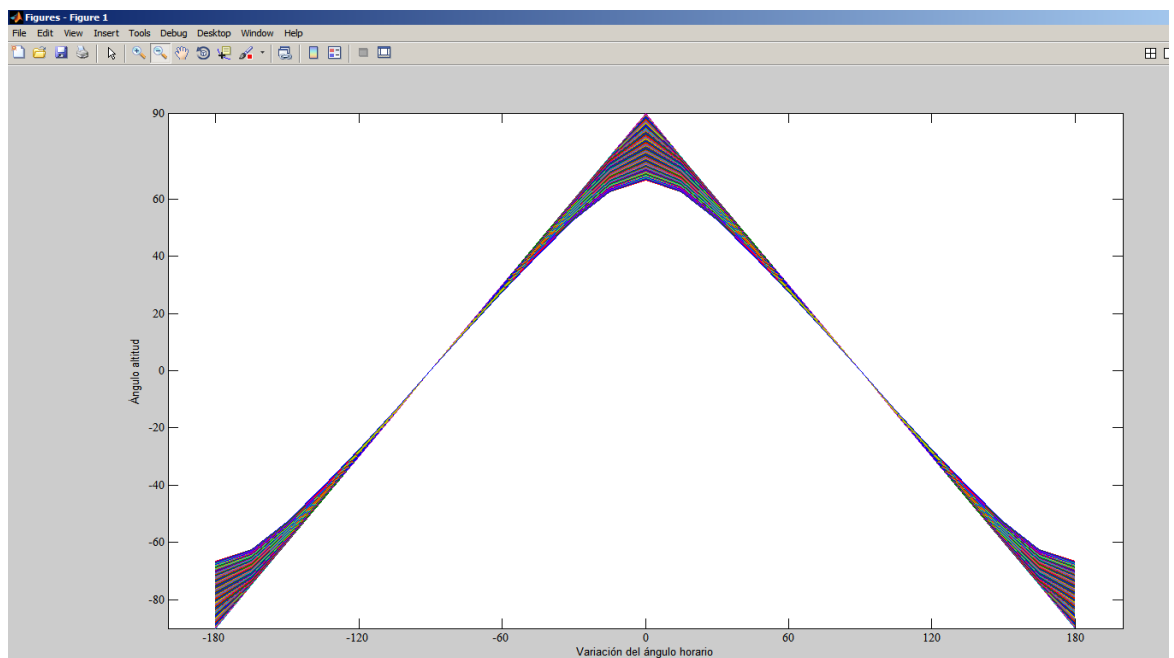 Figures - Figure 1
File Edit View Insert Tools Debug Desktop Window Help
90
60
40
20
0
-20
-40
-60
-80
Ángulo altitud
-180 -120 -60 0 60 120 180
Variación del ángulo horario